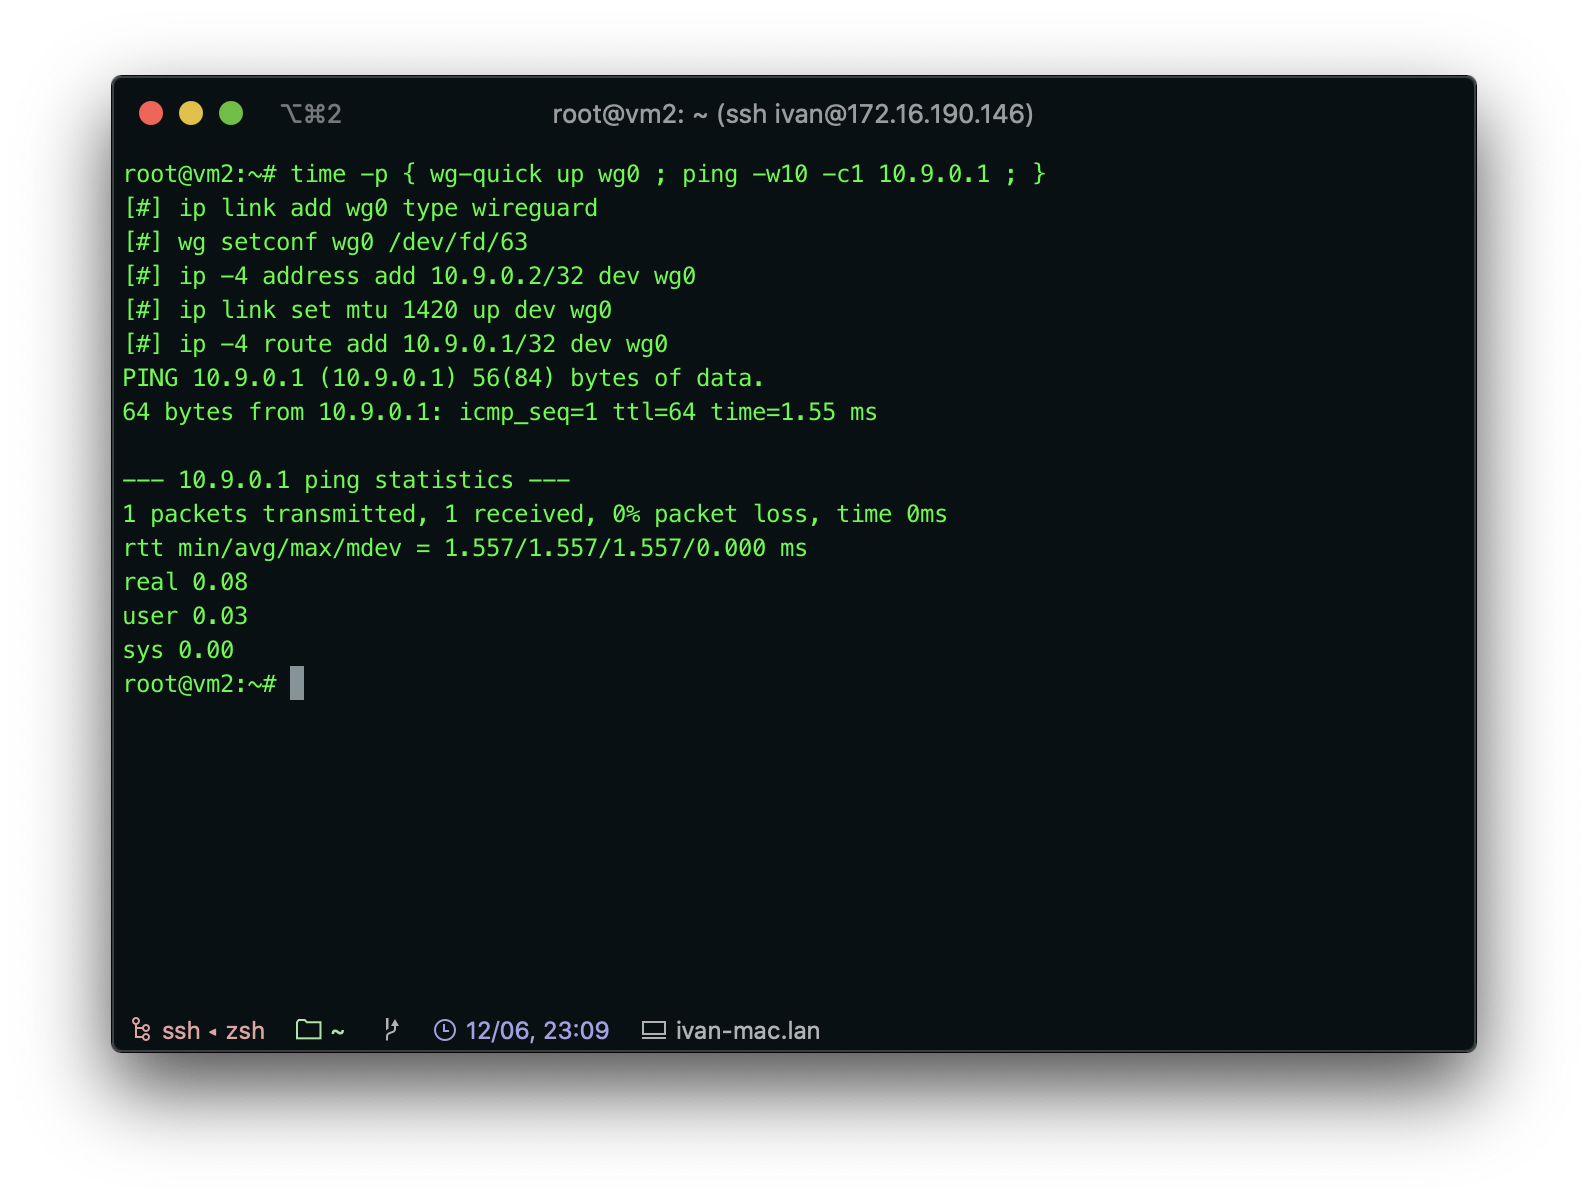 ⌥⌘2 root@vm2: ~ (ssh ivan@172.16.190.146)
root@vm2:~# time -p { wg-quick up wg0 ; ping -w10 -c1 10.9.0.1 ; }
[#] ip link add wg0 type wireguard
[#] wg setconf wg0 /dev/fd/63
[#] ip -4 address add 10.9.0.2/32 dev wg0
[#] ip link set mtu 1420 up dev wg0
[#] ip -4 route add 10.9.0.1/32 dev wg0
PING 10.9.0.1 (10.9.0.1) 56(84) bytes of data.
64 bytes from 10.9.0.1: icmp_seq=1 ttl=64 time=1.55 ms
--- 10.9.0.1 ping statistics ---
1 packets transmitted, 1 received, 0% packet loss, time 0ms
rtt min/avg/max/mdev = 1.557/1.557/1.557/0.000 ms
real 0.08
user 0.03
sys 0.00
root@vm2:~#
ssh ◂ zsh ~ 12/06, 23:09 ivan-mac.lan